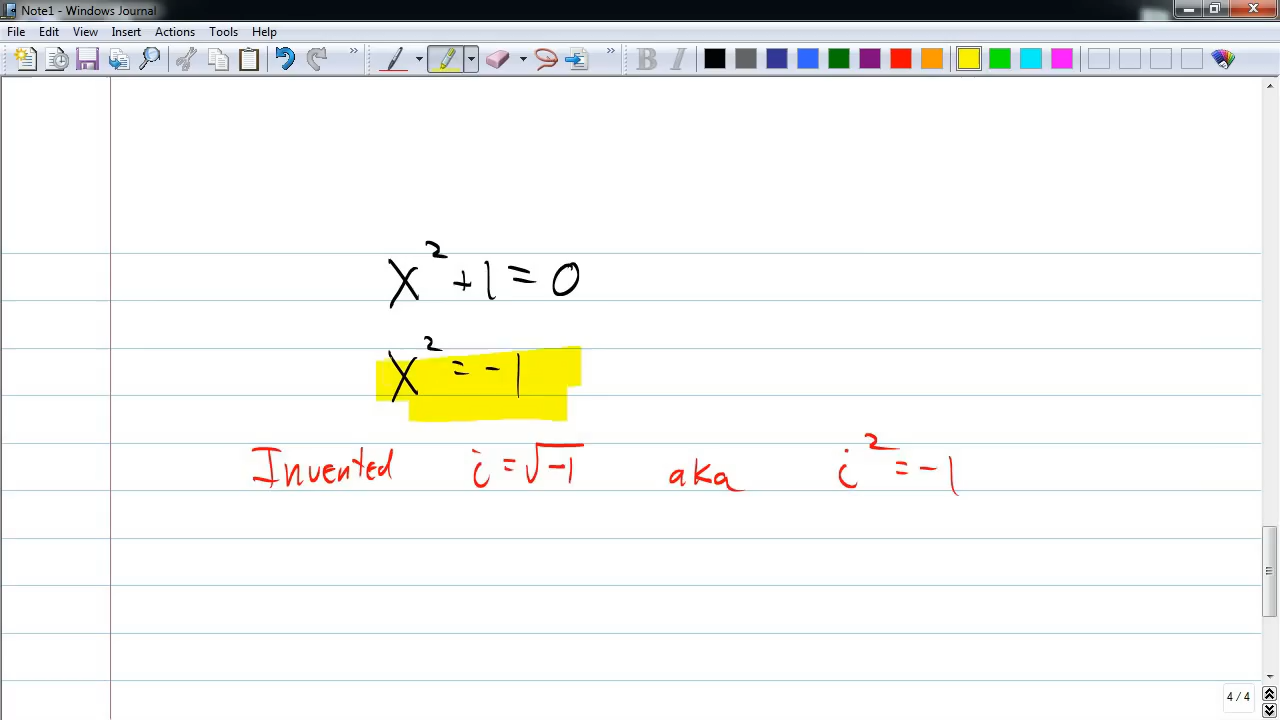 Note1 - Windows Journal
File Edit View Insert Actions Tools Help
B I
x² + 1 = 0
x² = -1
Invented i = √-1 aka i² = -1
4 / 4